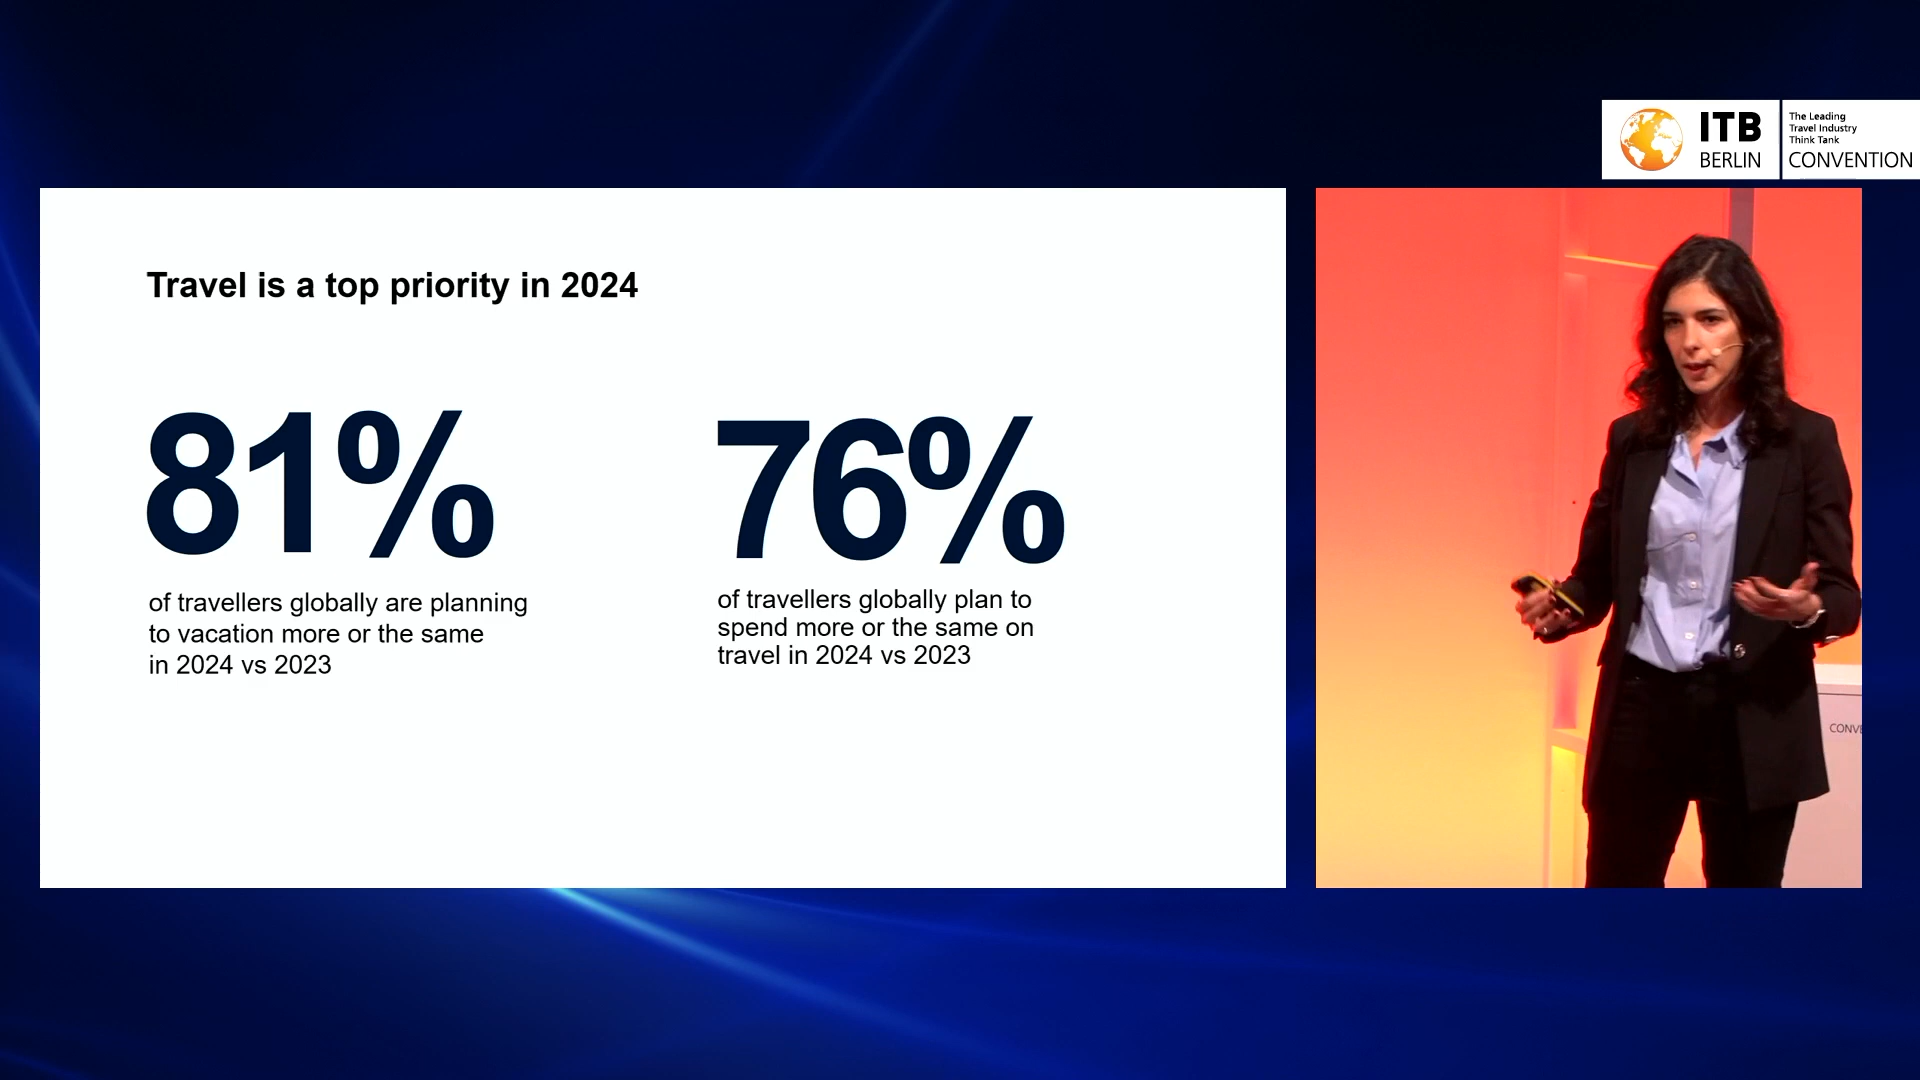 ITB
BERLIN
The Leading
Travel Industry
Think Tank
CONVENTION
Travel is a top priority in 2024
81%
of travellers globally are planning
to vacation more or the same
in 2024 vs 2023
76%
of travellers globally plan to
spend more or the same on
travel in 2024 vs 2023
CONVE